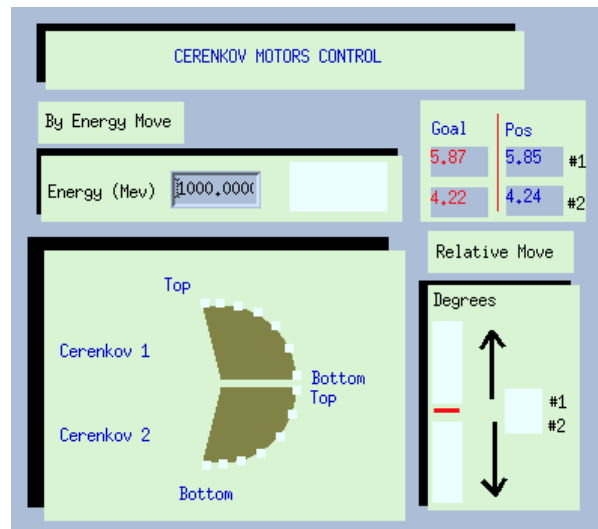 CERENKOV MOTORS CONTROL
By Energy Move
Goal Pos
5.87 5.85 #1
4.22 4.24 #2
Energy (Mev) 1000.000
Relative Move
Degrees
Top
Cerenkov 1
Bottom
Top
Cerenkov 2
Bottom
#1
#2